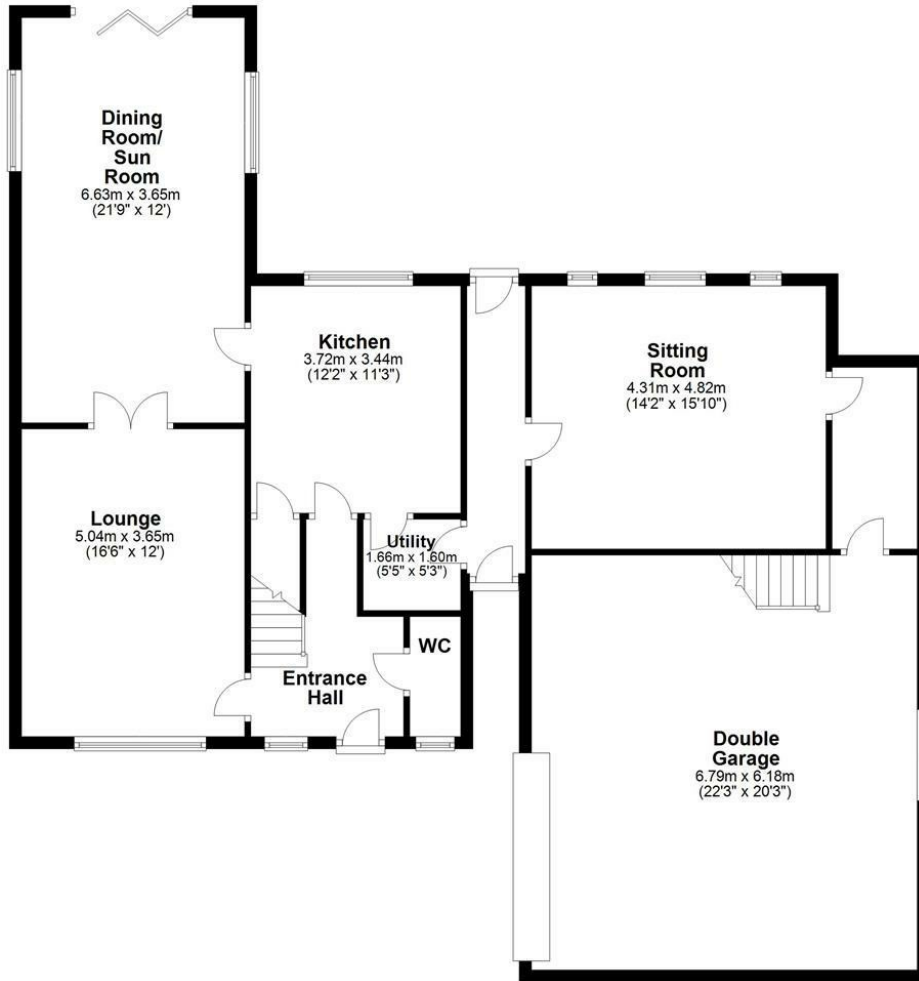 Dining
Room/
Sun
Room
6.63m x 3.65m
(21'9" x 12')
Kitchen
3.72m x 3.44m
(12'2" x 11'3")
Sitting
Room
4.31m x 4.82m
(14'2" x 15'10")
Lounge
5.04m x 3.65m
(16'6" x 12')
Utility
1.66m x 1.60m
(5'5" x 5'3")
WC
Entrance
Hall
Double
Garage
6.79m x 6.18m
(22'3" x 20'3")